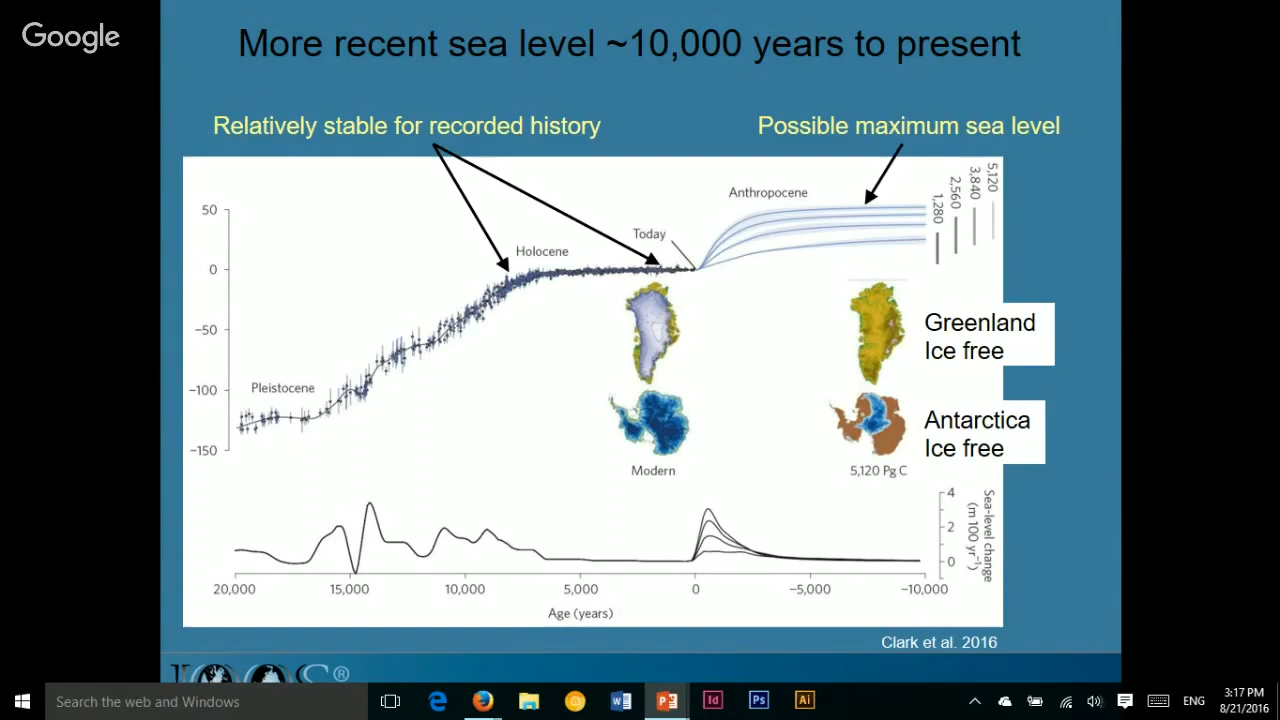 Google
More recent sea level ~10,000 years to present
Relatively stable for recorded history
Possible maximum sea level
1,280
2,560
3,840
5,120
Anthropocene
50
Today
Holocene
0
Greenland
Ice free
−50
Pleistocene
−100
Antarctica
Ice free
−150
Modern
5,120 Pg C
4
2
0
Sea-level change
(m 100 yr⁻¹)
20,000
15,000
10,000
5,000
0
−5,000
−10,000
Age (years)
Clark et al. 2016
IOOS®
Search the web and Windows
Id
Ps
Ai
ENG
3:17 PM
8/21/2016